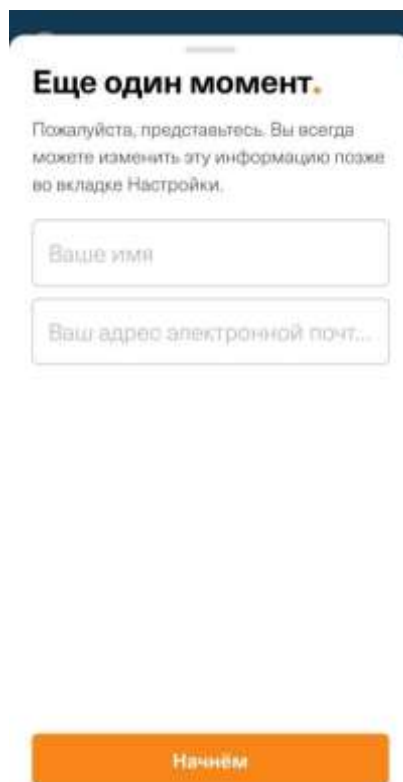 Еще один момент.
Пожалуйста, представьтесь. Вы всегда
можете изменить эту информацию позже
во вкладке Настройки.
Ваше имя
Ваш адрес электронной почт...
Начнём